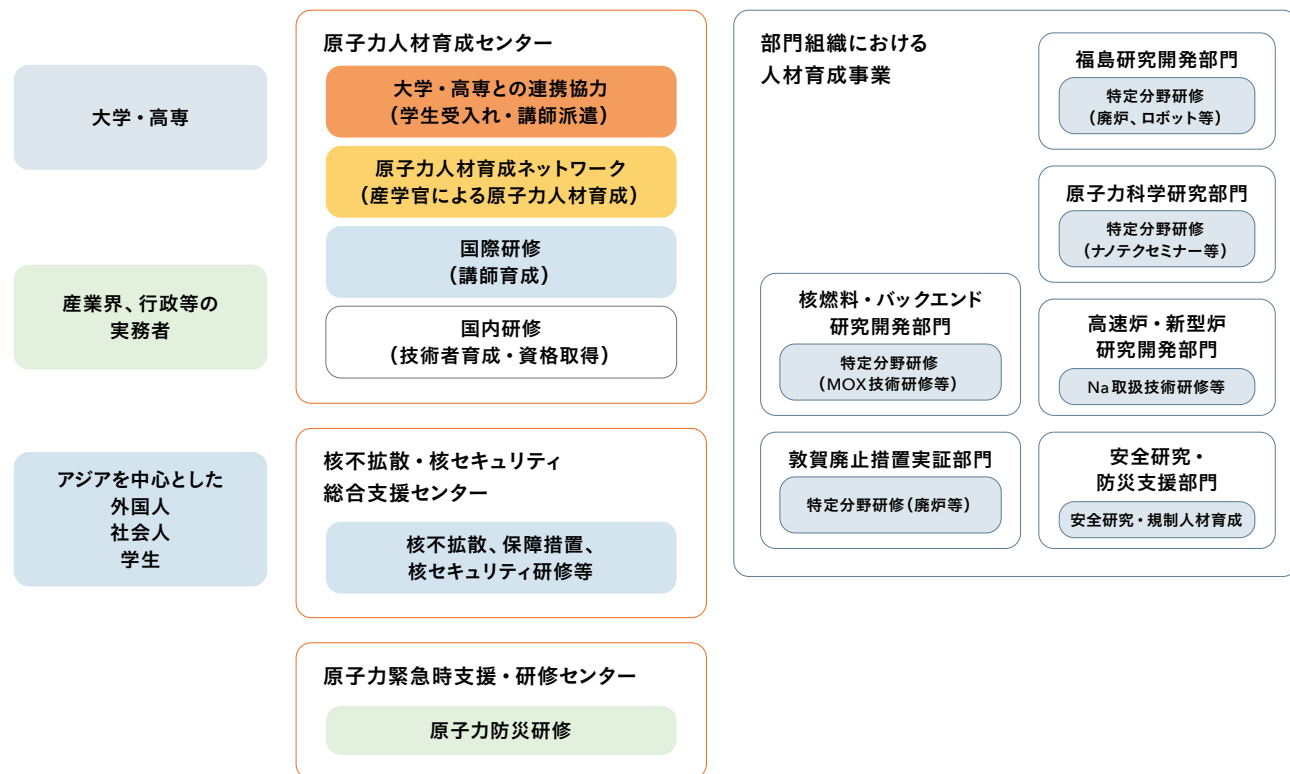 大学・高専
産業界、行政等の
実務者
アジアを中心とした
外国人
社会人
学生
原子力人材育成センター
大学・高専との連携協力
(学生受入れ・講師派遣)
原子力人材育成ネットワーク
(産学官による原子力人材育成)
国際研修
(講師育成)
国内研修
(技術者育成・資格取得)
核不拡散・核セキュリティ
総合支援センター
核不拡散、保障措置、
核セキュリティ研修等
原子力緊急時支援・研修センター
原子力防災研修
部門組織における
人材育成事業
福島研究開発部門
特定分野研修
(廃炉、ロボット等)
原子力科学研究部門
特定分野研修
(ナノテクセミナー等)
核燃料・バックエンド
研究開発部門
特定分野研修
(MOX技術研修等)
高速炉・新型炉
研究開発部門
Na取扱技術研修等
敦賀廃止措置実証部門
特定分野研修(廃炉等)
安全研究・
防災支援部門
安全研究・規制人材育成